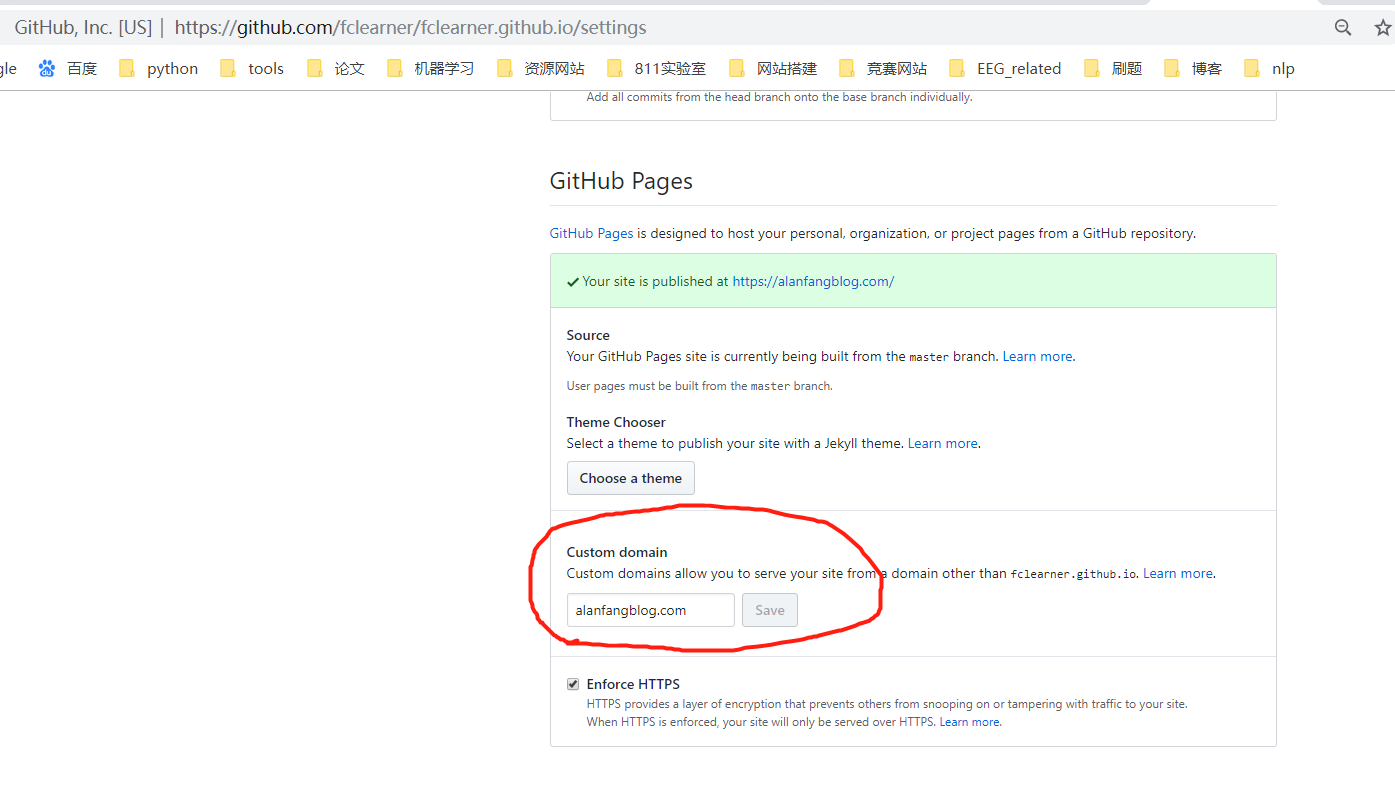 GitHub, Inc. [US] | https://github.com/fclearner/fclearner.github.io/settings
gle 百度 python tools 论文 机器学习 资源网站 811实验室 网站搭建 竞赛网站 EEG_related 刷题 博客 nlp
Add all commits from the head branch onto the base branch individually.
GitHub Pages
GitHub Pages is designed to host your personal, organization, or project pages from a GitHub repository.
Your site is published at https://alanfangblog.com/
Source
Your GitHub Pages site is currently being built from the master branch. Learn more.
User pages must be built from the master branch.
Theme Chooser
Select a theme to publish your site with a Jekyll theme. Learn more.
Choose a theme
Custom domain
Custom domains allow you to serve your site from a domain other than fclearner.github.io. Learn more.
alanfangblog.com Save
Enforce HTTPS
HTTPS provides a layer of encryption that prevents others from snooping on or tampering with traffic to your site.
When HTTPS is enforced, your site will only be served over HTTPS. Learn more.